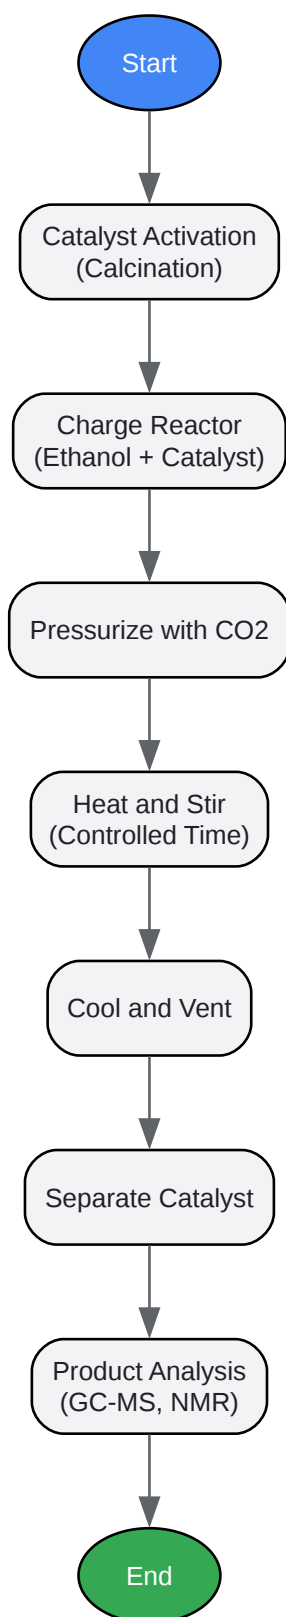 Start
Catalyst Activation
(Calcination)
Charge Reactor
(Ethanol + Catalyst)
Pressurize with CO2
Heat and Stir
(Controlled Time)
Cool and Vent
Separate Catalyst
Product Analysis
(GC-MS, NMR)
End